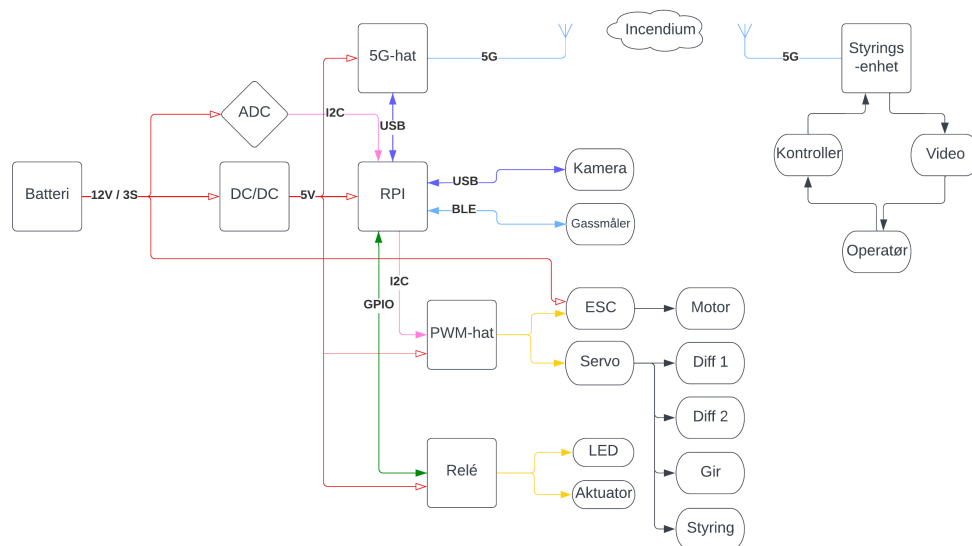 Incendium
5G-hat
5G
5G
Styrings
-enhet
ADC
I2C
USB
Kontroller
Video
Batteri
12V / 3S
DC/DC
5V
RPI
USB
Kamera
BLE
Gassmåler
Operatør
I2C
GPIO
ESC
Motor
PWM-hat
Servo
Diff 1
Diff 2
LED
Relé
Gir
Aktuator
Styring